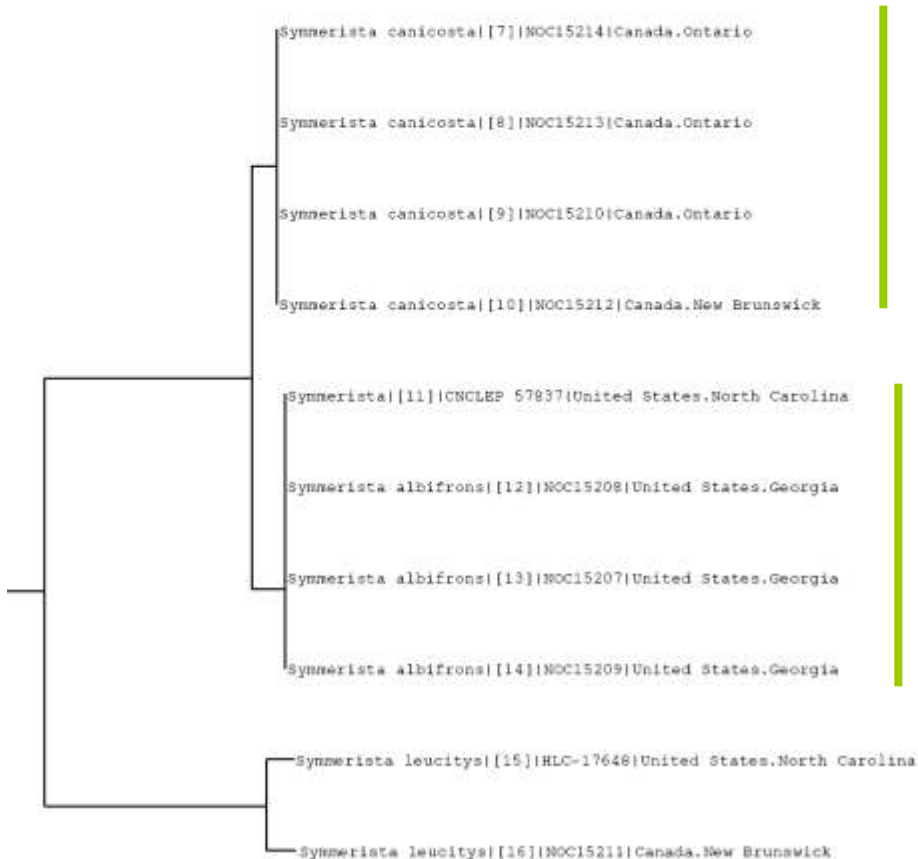 Symmerista canicosta|[7]|NOC15214|Canada.Ontario
Symmerista canicosta|[8]|NOC15213|Canada.Ontario
Symmerista canicosta|[9]|NOC15210|Canada.Ontario
Symmerista canicosta|[10]|NOC15212|Canada.New Brunswick
Symmerista|[11]|CNCLEP 57837|United States.North Carolina
Symmerista albifrons|[12]|NOC15208|United States.Georgia
Symmerista albifrons|[13]|NOC15207|United States.Georgia
Symmerista albifrons|[14]|NOC15209|United States.Georgia
Symmerista leucitys|[15]|HLC-17648|United States.North Carolina
Symmerista leucitys|[16]|NOC15211|Canada.New Brunswick